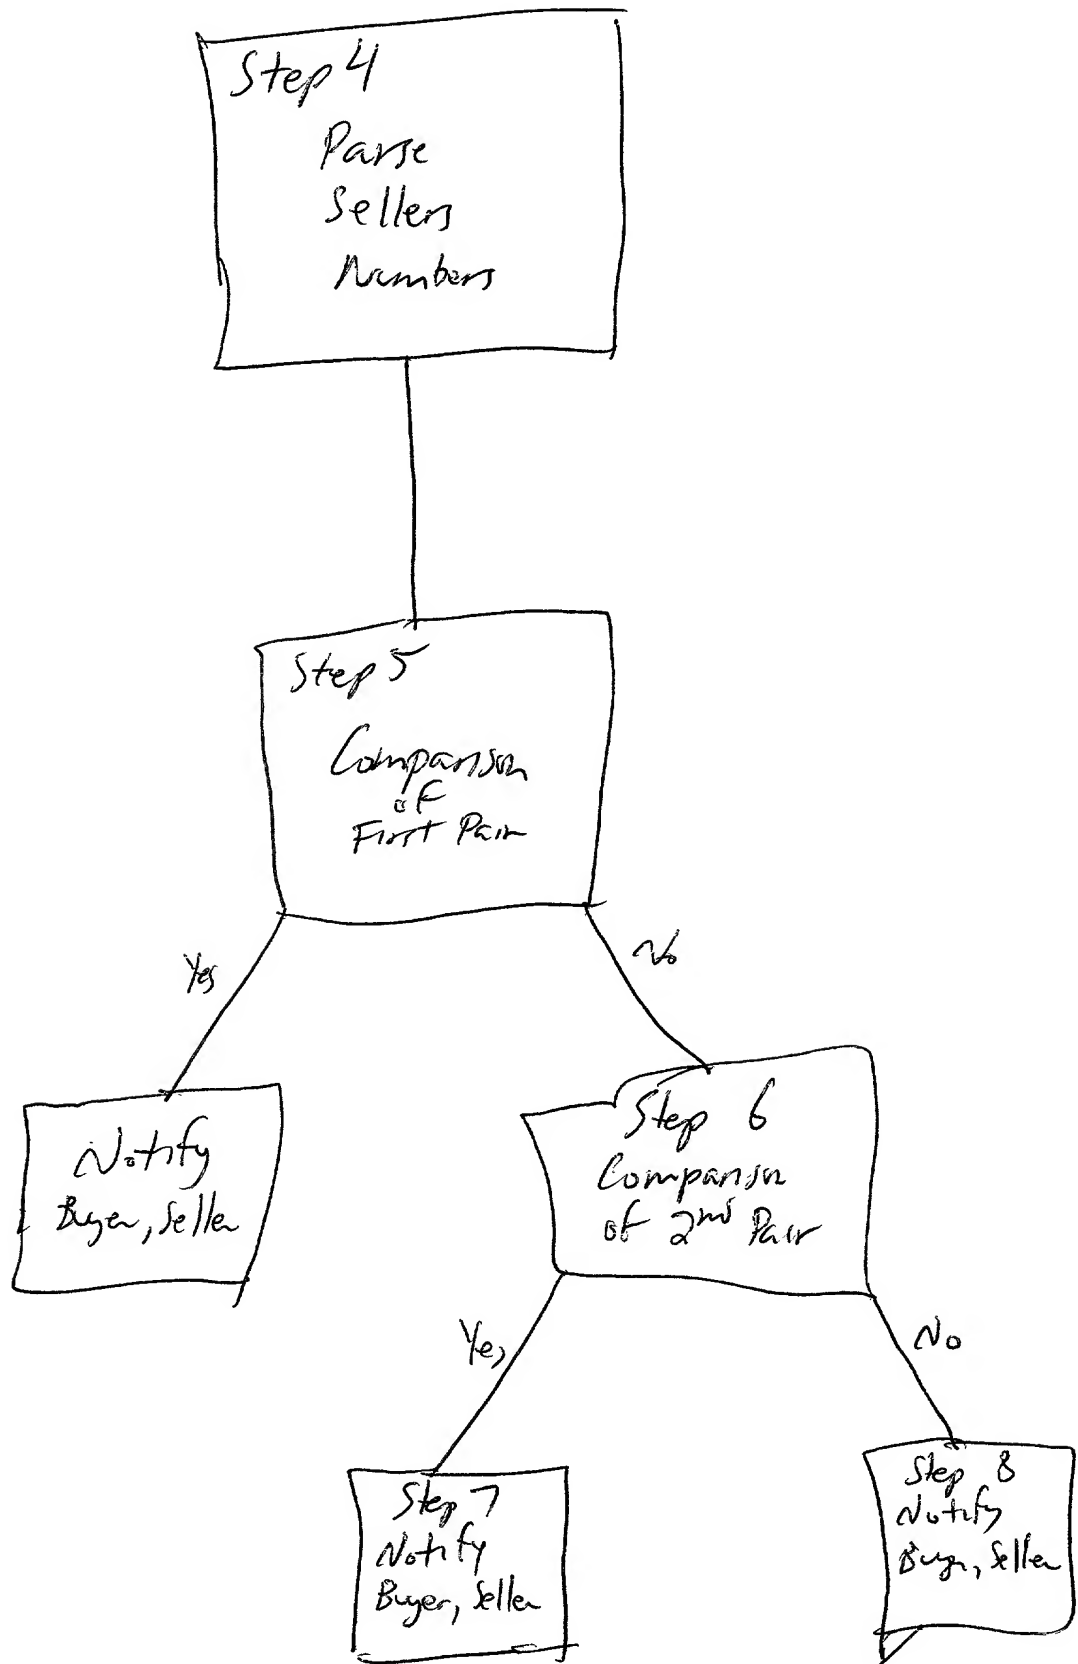 Step 4
Parse
Sellers
Numbers
Step 5
Comparison
of
First Pair
Yes
No
Notify
Buyer, Seller
Step 6
Comparison
of 2nd Pair
Yes
No
Step 7
Notify
Buyer, Seller
Step 8
Notify
Buyer, Seller